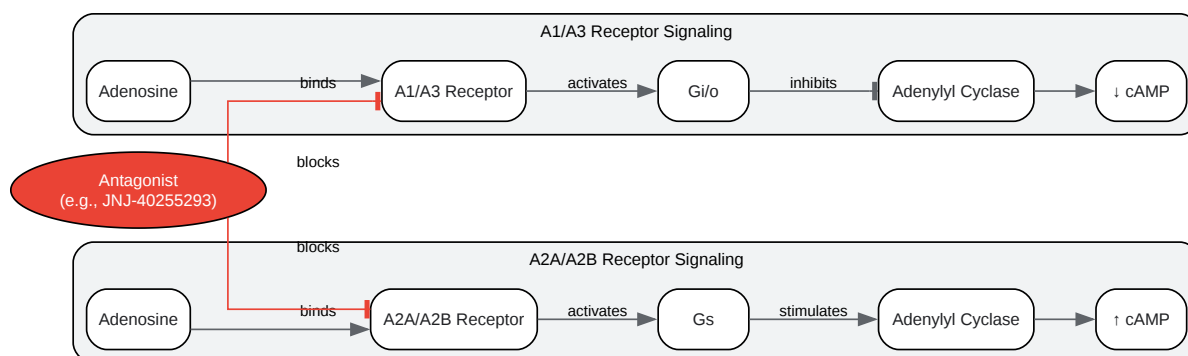 A1/A3 Receptor Signaling
Adenosine
binds
A1/A3 Receptor
activates
Gi/o
inhibits
Adenylyl Cyclase
↓ cAMP
blocks
Antagonist
(e.g., JNJ-40255293)
blocks
A2A/A2B Receptor Signaling
Adenosine
binds
A2A/A2B Receptor
activates
Gs
stimulates
Adenylyl Cyclase
↑ cAMP